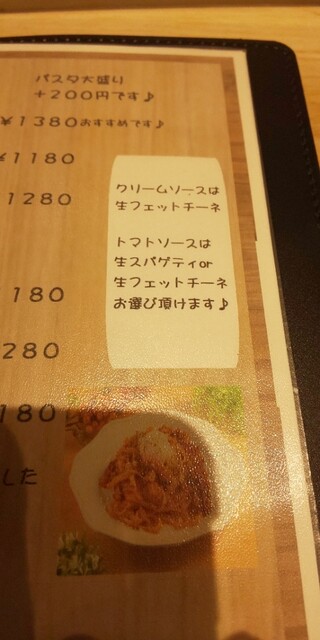 パスタ大盛り
+200円です♪
¥1380おすすめです♪
¥1180
1280
クリームソースは
生フェットチーネ
トマトソースは
生スパゲティor
生フェットチーネ
お選び頂けます♪
180
280
180
した